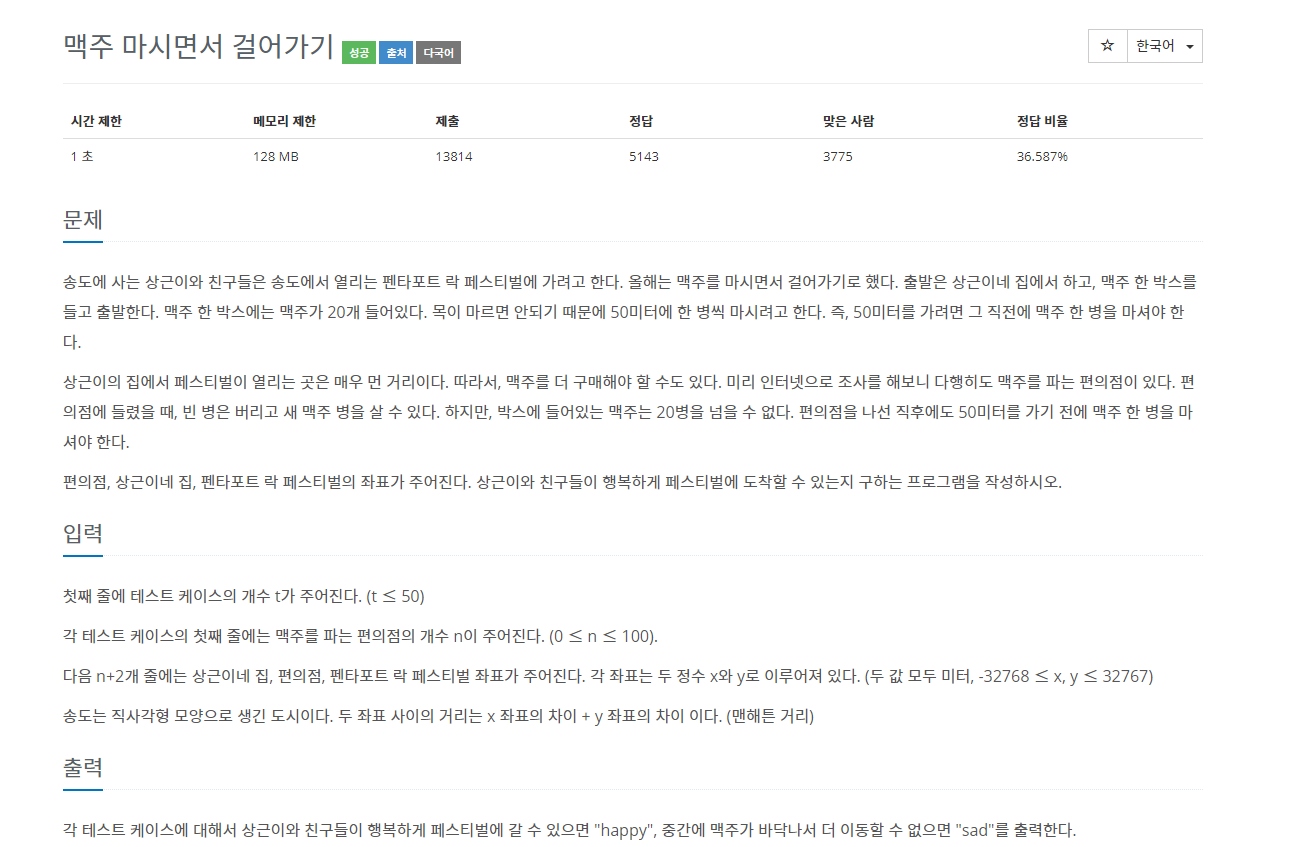 맥주 마시면서 걸어가기 성공 출처 다국어 ☆ 한국어
시간 제한 메모리 제한 제출 정답 맞은 사람 정답 비율
1 초 128 MB 13814 5143 3775 36.587%
문제
송도에 사는 상근이와 친구들은 송도에서 열리는 펜타포트 락 페스티벌에 가려고 한다. 올해는 맥주를 마시면서 걸어가기로 했다. 출발은 상근이네 집에서 하고, 맥주 한 박스를
들고 출발한다. 맥주 한 박스에는 맥주가 20개 들어있다. 목이 마르면 안되기 때문에 50미터에 한 병씩 마시려고 한다. 즉, 50미터를 가려면 그 직전에 맥주 한 병을 마셔야 한
다.
상근이의 집에서 페스티벌이 열리는 곳은 매우 먼 거리이다. 따라서, 맥주를 더 구매해야 할 수도 있다. 미리 인터넷으로 조사를 해보니 다행히도 맥주를 파는 편의점이 있다. 편
의점에 들렸을 때, 빈 병은 버리고 새 맥주 병을 살 수 있다. 하지만, 박스에 들어있는 맥주는 20병을 넘을 수 없다. 편의점을 나선 직후에도 50미터를 가기 전에 맥주 한 병을 마
셔야 한다.
편의점, 상근이네 집, 펜타포트 락 페스티벌의 좌표가 주어진다. 상근이와 친구들이 행복하게 페스티벌에 도착할 수 있는지 구하는 프로그램을 작성하시오.
입력
첫째 줄에 테스트 케이스의 개수 t가 주어진다. (t ≤ 50)
각 테스트 케이스의 첫째 줄에는 맥주를 파는 편의점의 개수 n이 주어진다. (0 ≤ n ≤ 100).
다음 n+2개 줄에는 상근이네 집, 편의점, 펜타포트 락 페스티벌 좌표가 주어진다. 각 좌표는 두 정수 x와 y로 이루어져 있다. (두 값 모두 미터, -32768 ≤ x, y ≤ 32767)
송도는 직사각형 모양으로 생긴 도시이다. 두 좌표 사이의 거리는 x 좌표의 차이 + y 좌표의 차이 이다. (맨해튼 거리)
출력
각 테스트 케이스에 대해서 상근이와 친구들이 행복하게 페스티벌에 갈 수 있으면 "happy", 중간에 맥주가 바닥나서 더 이동할 수 없으면 "sad"를 출력한다.